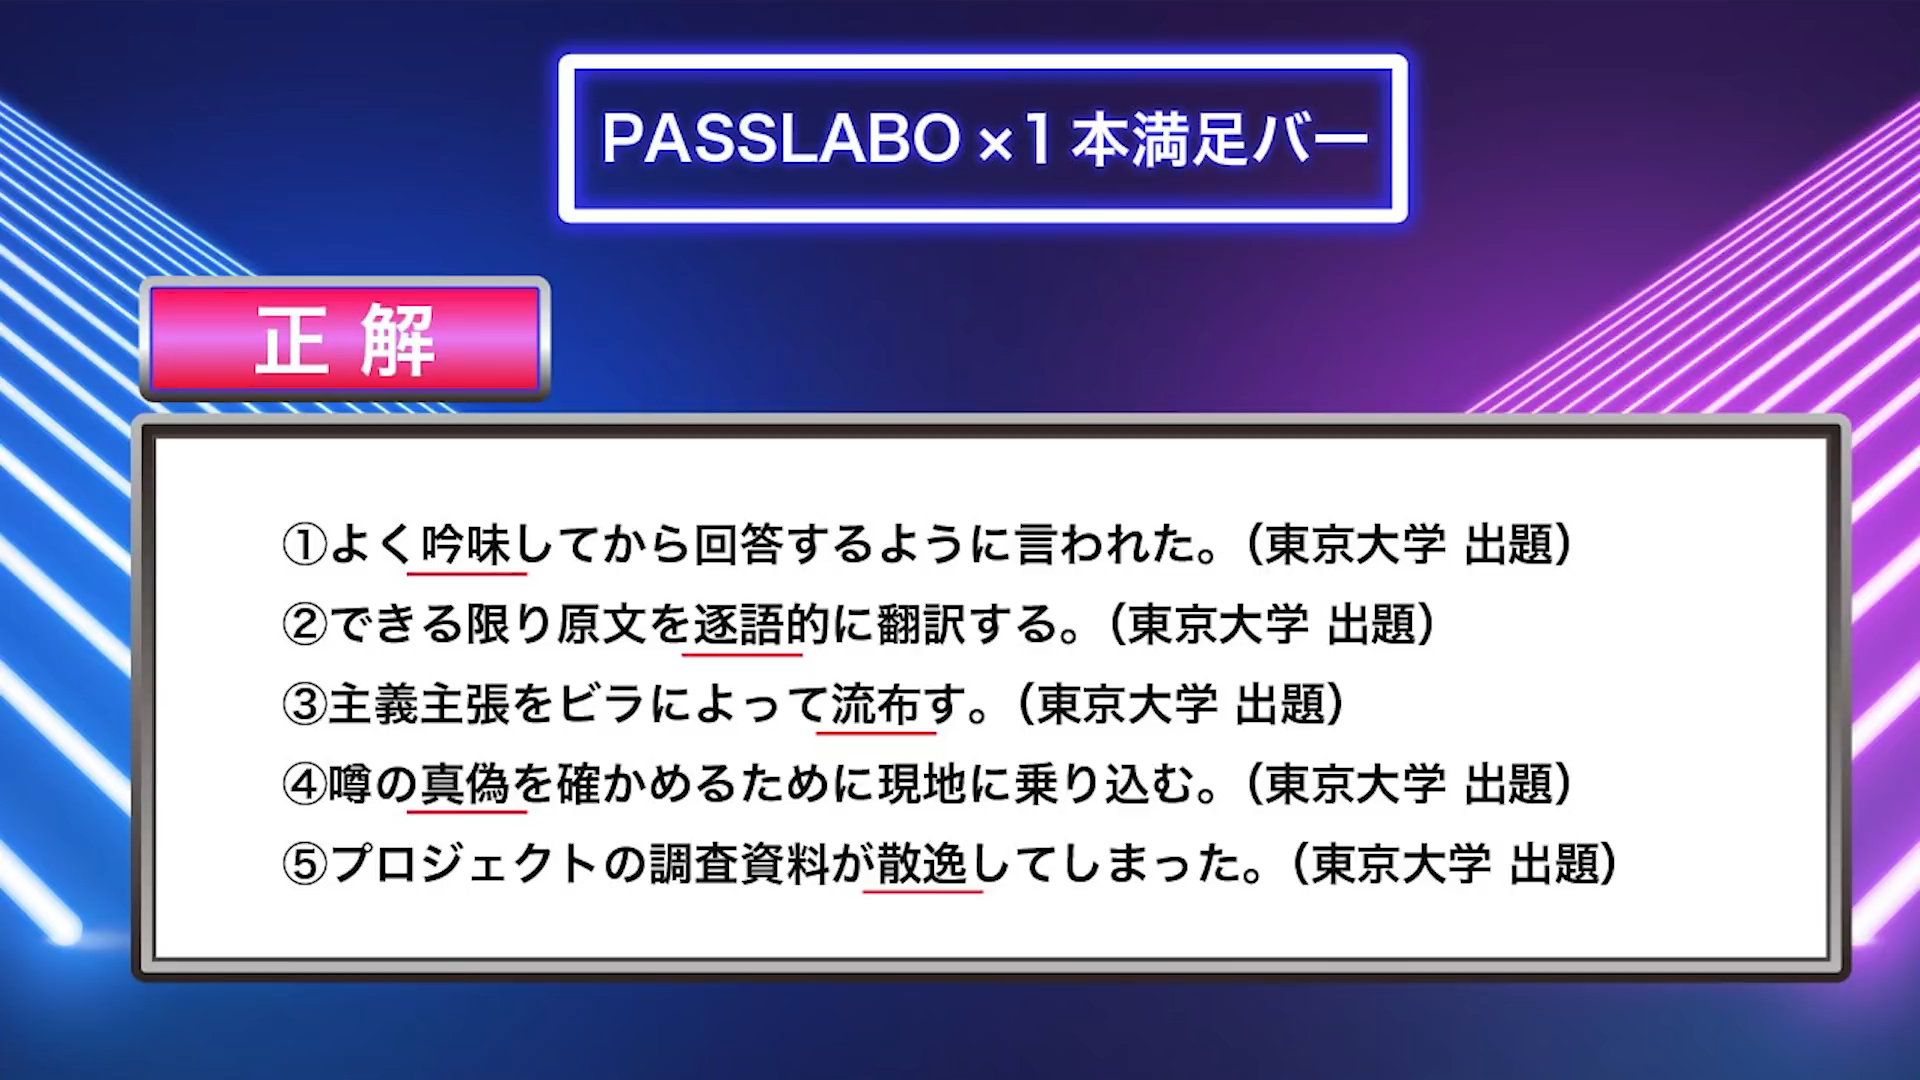 PASSLABO×1本満足バー
正解
①よく吟味してから回答するように言われた。（東京大学 出題）
②できる限り原文を逐語的に翻訳する。（東京大学 出題）
③主義主張をビラによって流布す。（東京大学 出題）
④噂の真偽を確かめるために現地に乗り込む。（東京大学 出題）
⑤プロジェクトの調査資料が散逸してしまった。（東京大学 出題）